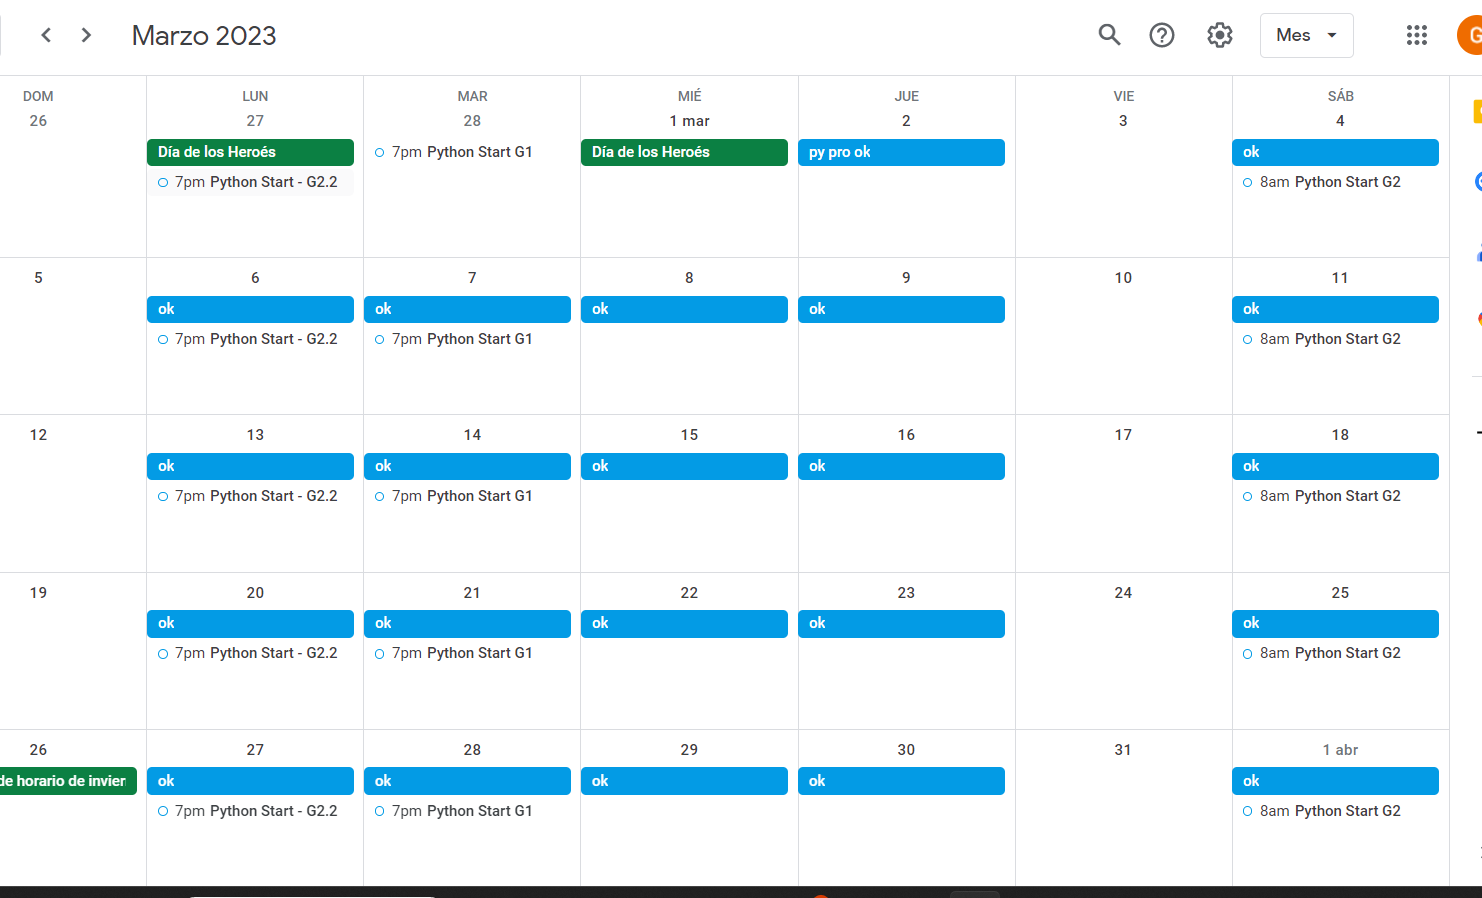 Marzo 2023
Mes
G
DOM LUN MAR MIÉ JUE VIE SÁB
26 27 28 1 mar 2 3 4
Día de los Heroés
7pm Python Start - G2.2
7pm Python Start G1
Día de los Heroés
py pro ok
ok
8am Python Start G2
5 6 7 8 9 10 11
ok ok ok ok ok
7pm Python Start - G2.2
7pm Python Start G1
8am Python Start G2
12 13 14 15 16 17 18
ok ok ok ok ok
7pm Python Start - G2.2
7pm Python Start G1
8am Python Start G2
19 20 21 22 23 24 25
ok ok ok ok ok
7pm Python Start - G2.2
7pm Python Start G1
8am Python Start G2
26 27 28 29 30 31 1 abr
de horario de invier
ok ok ok ok ok
7pm Python Start - G2.2
7pm Python Start G1
8am Python Start G2